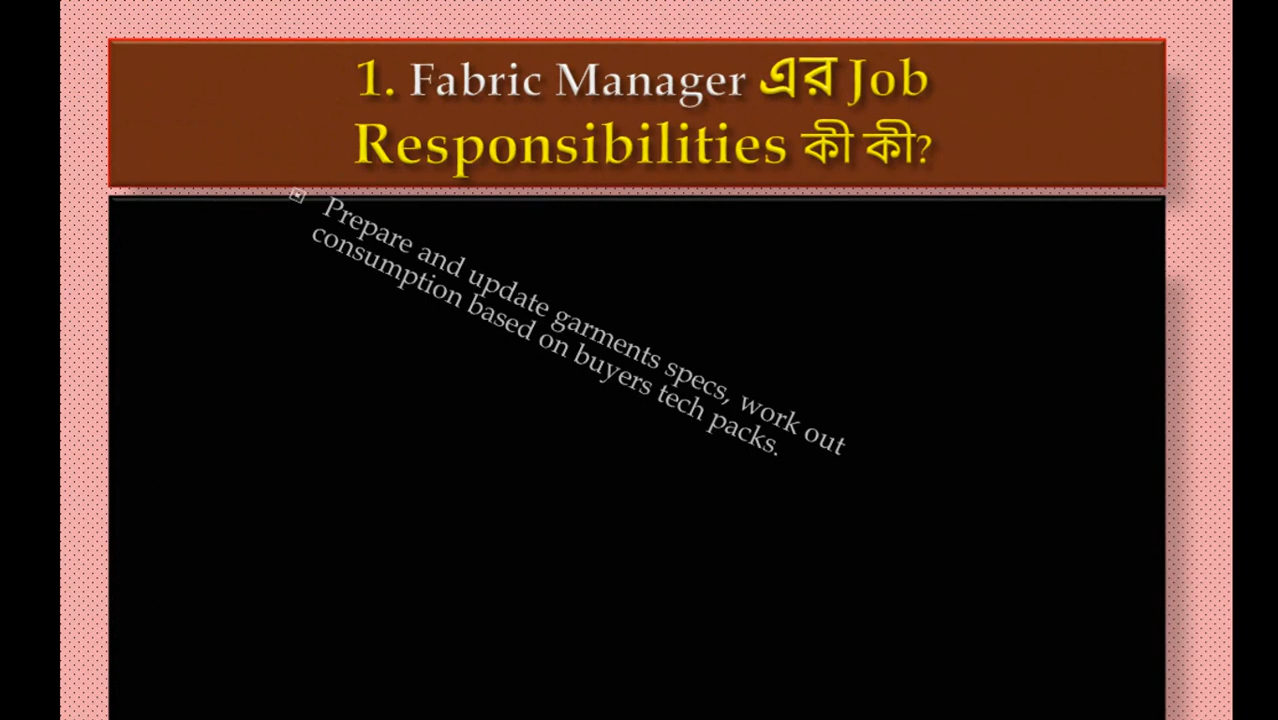 1. Fabric Manager এর Job
Responsibilities কী কী?
Prepare and update garments specs, work out
consumption based on buyers tech packs.